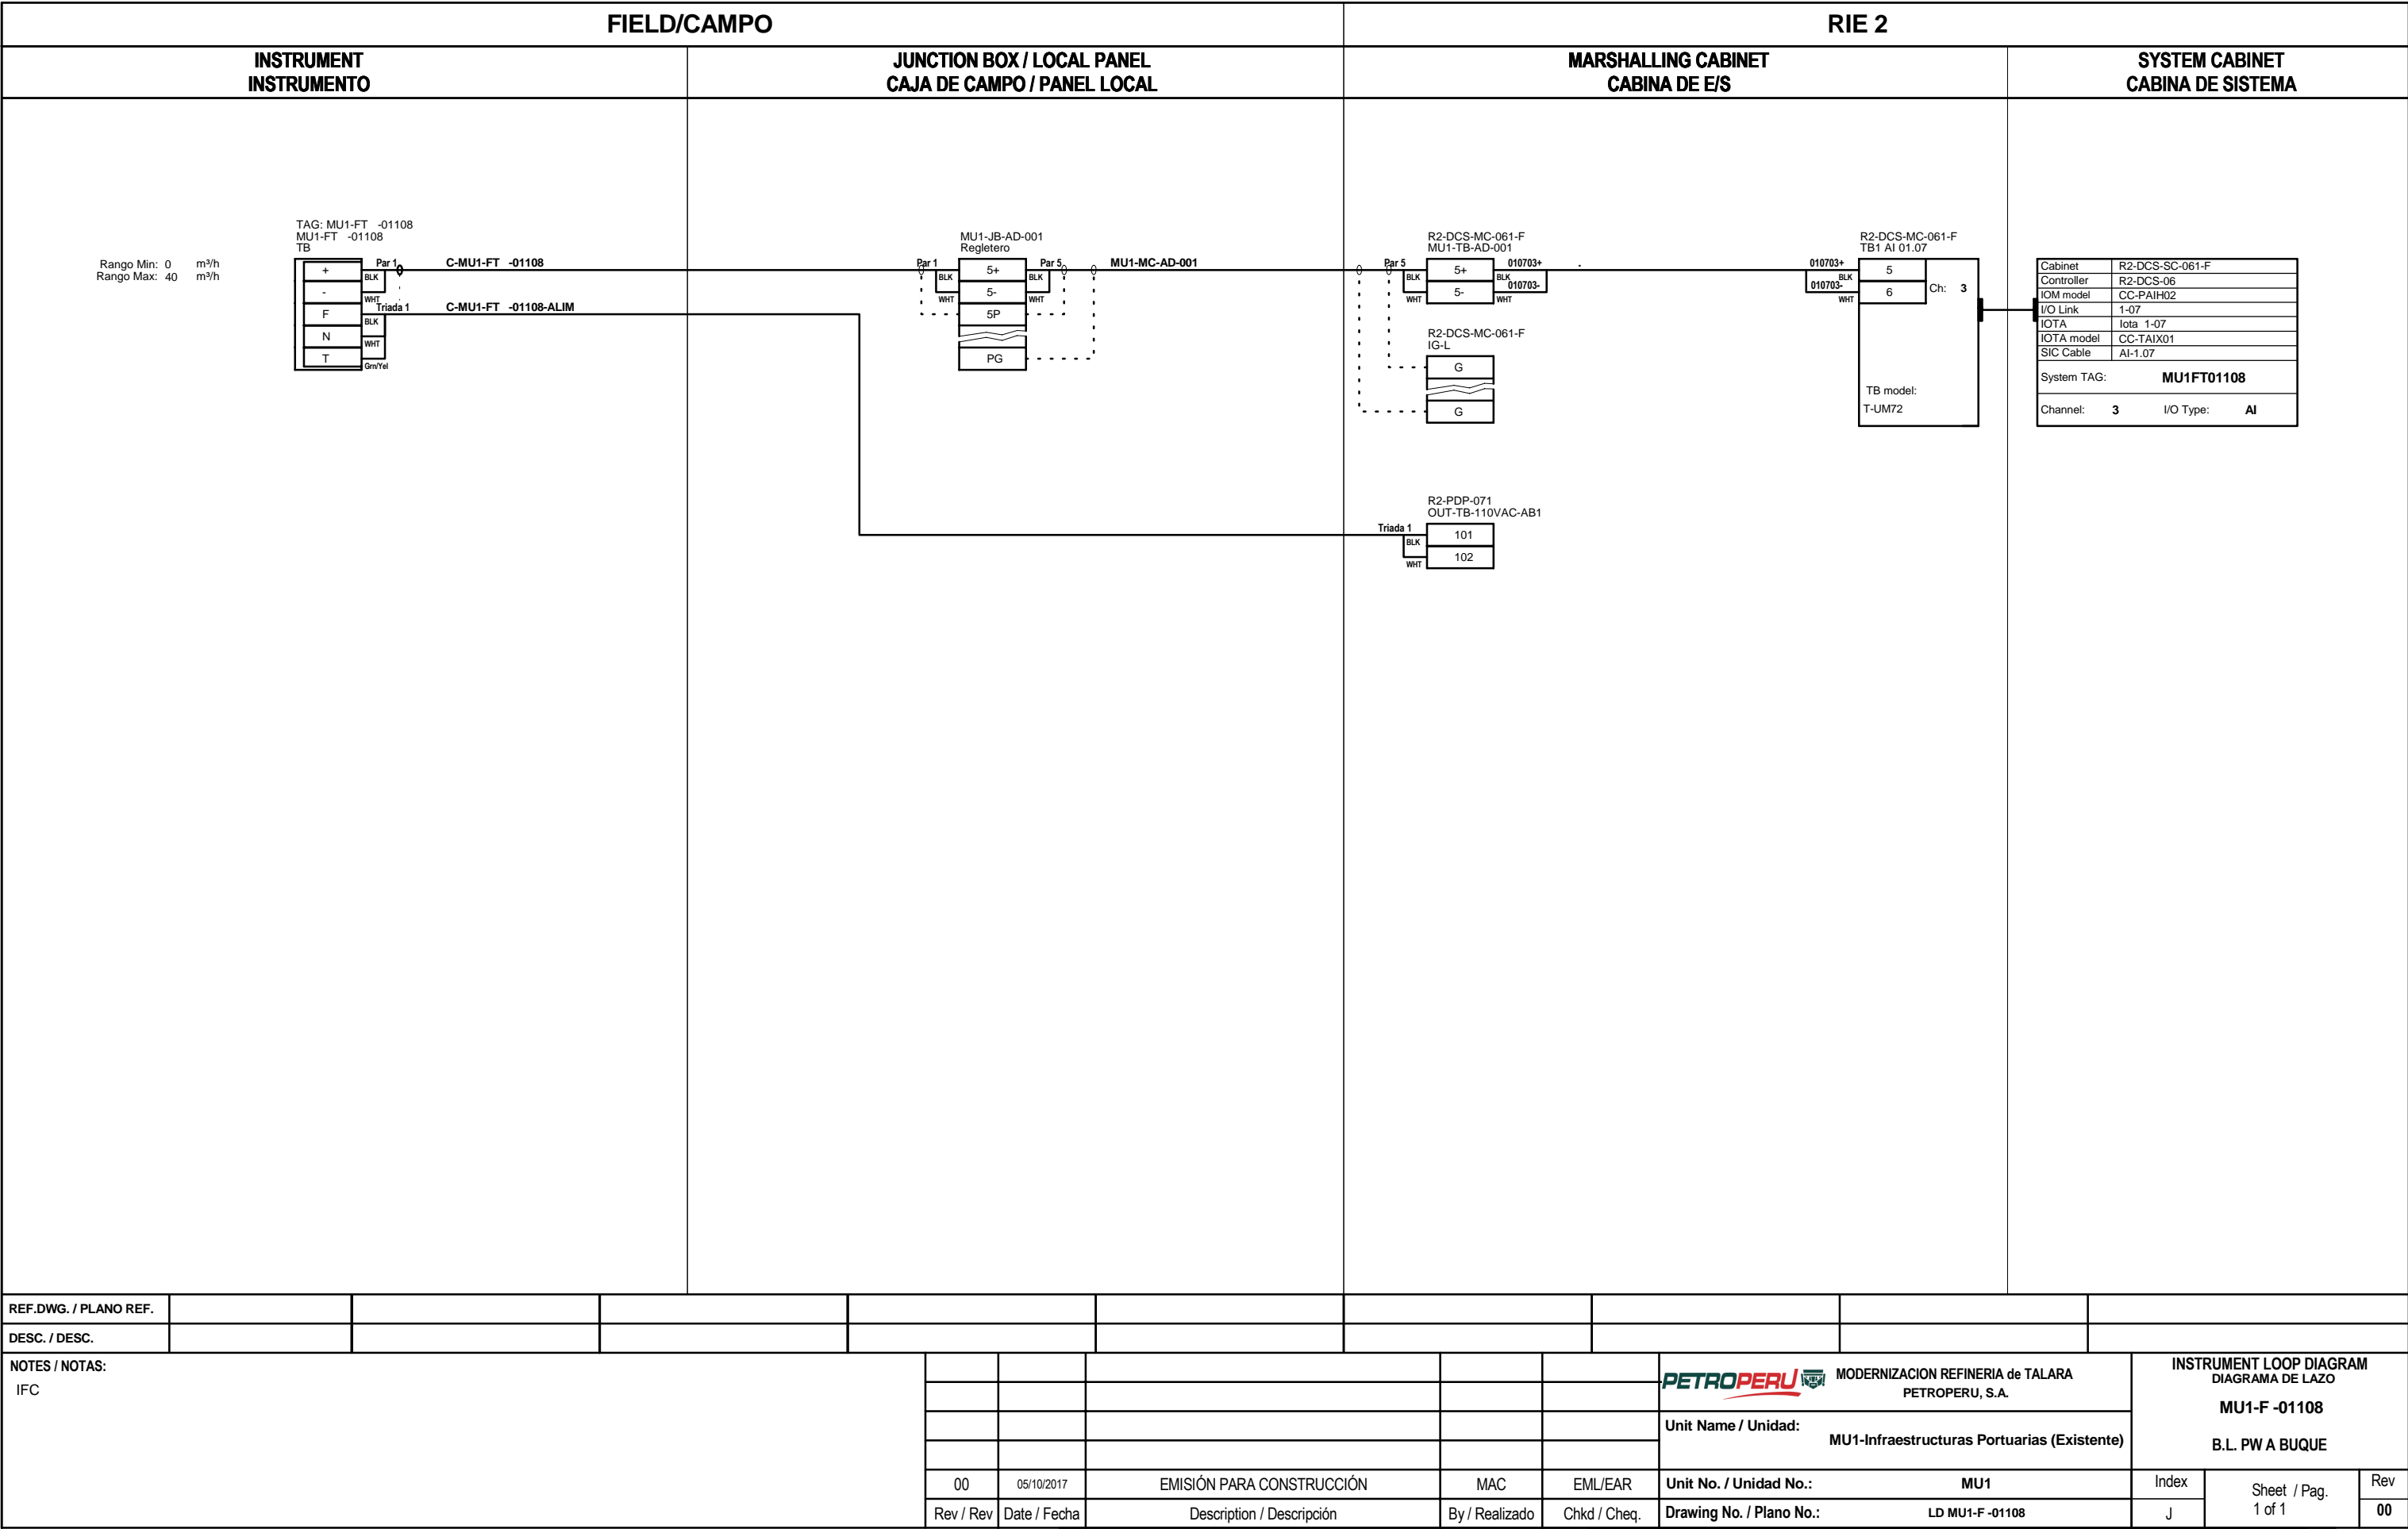 FIELD/CAMPO
RIE 2
INSTRUMENT
INSTRUMENTO
JUNCTION BOX / LOCAL PANEL
CAJA DE CAMPO / PANEL LOCAL
MARSHALLING CABINET
CABINA DE E/S
SYSTEM CABINET
CABINA DE SISTEMA
Rango Min: 0 m³/h
Rango Max: 40 m³/h
TAG: MU1-FT -01108
MU1-FT -01108
TB
+
-
F
N
T
Par 1
BLK
WHT
Triada 1
BLK
WHT
Grn/Yel
C-MU1-FT -01108
C-MU1-FT -01108-ALIM
MU1-JB-AD-001
Regletero
Par 1
BLK
WHT
5+
5-
5P
PG
Par 5
BLK
WHT
MU1-MC-AD-001
R2-DCS-MC-061-F
MU1-TB-AD-001
Par 5
BLK
WHT
5+
5-
010703+
BLK
010703-
WHT
R2-DCS-MC-061-F
IG-L
G
G
R2-PDP-071
OUT-TB-110VAC-AB1
Triada 1
BLK
WHT
101
102
R2-DCS-MC-061-F
TB1 AI 01.07
010703+
BLK
010703-
WHT
5
6
Ch: 3
TB model:
T-UM72
Cabinet R2-DCS-SC-061-F
Controller R2-DCS-06
IOM model CC-PAIH02
I/O Link 1-07
IOTA Iota 1-07
IOTA model CC-TAIX01
SIC Cable AI-1.07
System TAG: MU1FT01108
Channel: 3 I/O Type: AI
REF.DWG. / PLANO REF.
DESC. / DESC.
NOTES / NOTAS:
IFC
00 05/10/2017 EMISIÓN PARA CONSTRUCCIÓN MAC EML/EAR
Rev / Rev Date / Fecha Description / Descripción By / Realizado Chkd / Cheq.
PETROPERU
MODERNIZACION REFINERIA de TALARA
PETROPERU, S.A.
Unit Name / Unidad:
MU1-Infraestructuras Portuarias (Existente)
Unit No. / Unidad No.: MU1
Drawing No. / Plano No.: LD MU1-F -01108
INSTRUMENT LOOP DIAGRAM
DIAGRAMA DE LAZO
MU1-F -01108
B.L. PW A BUQUE
Index
J
Sheet / Pag.
1 of 1
Rev
00